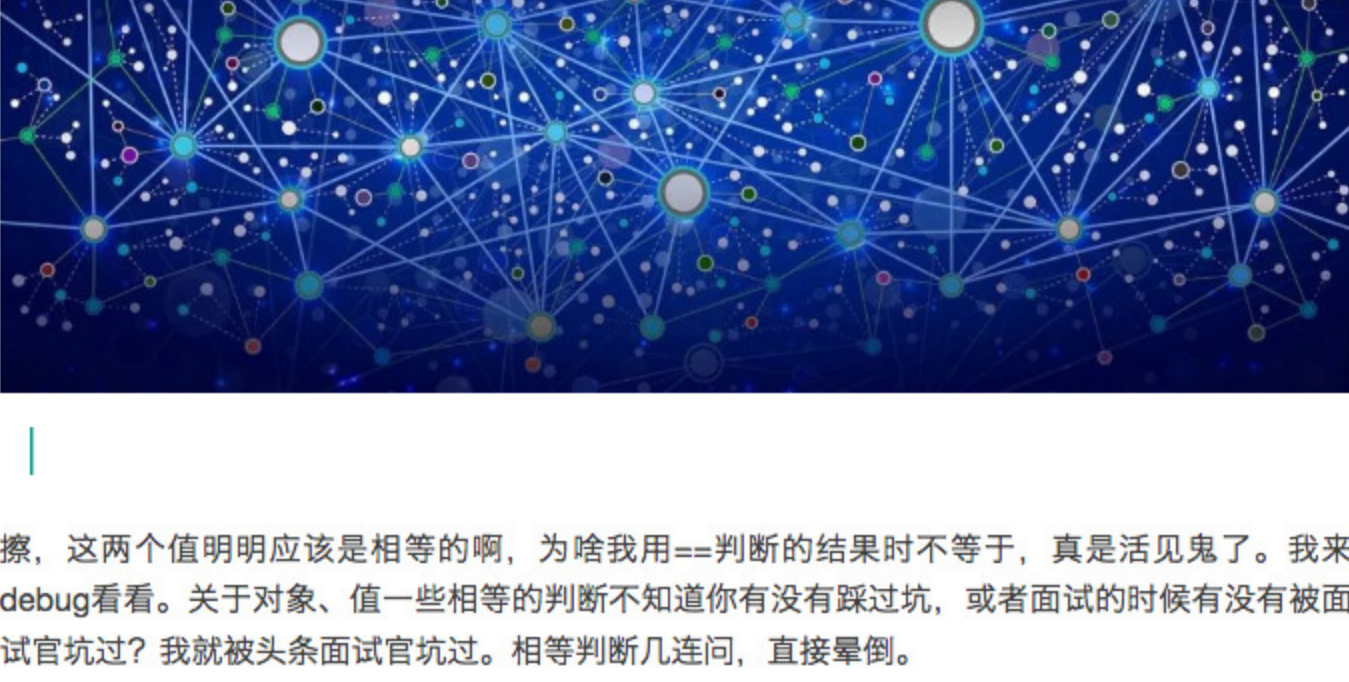 擦，这两个值明明应该是相等的啊，为啥我用==判断的结果时不等于，真是活见鬼了。我来
debug看看。关于对象、值一些相等的判断不知道你有没有踩过坑，或者面试的时候有没有被面
试官坑过？我就被头条面试官坑过。相等判断几连问，直接晕倒。